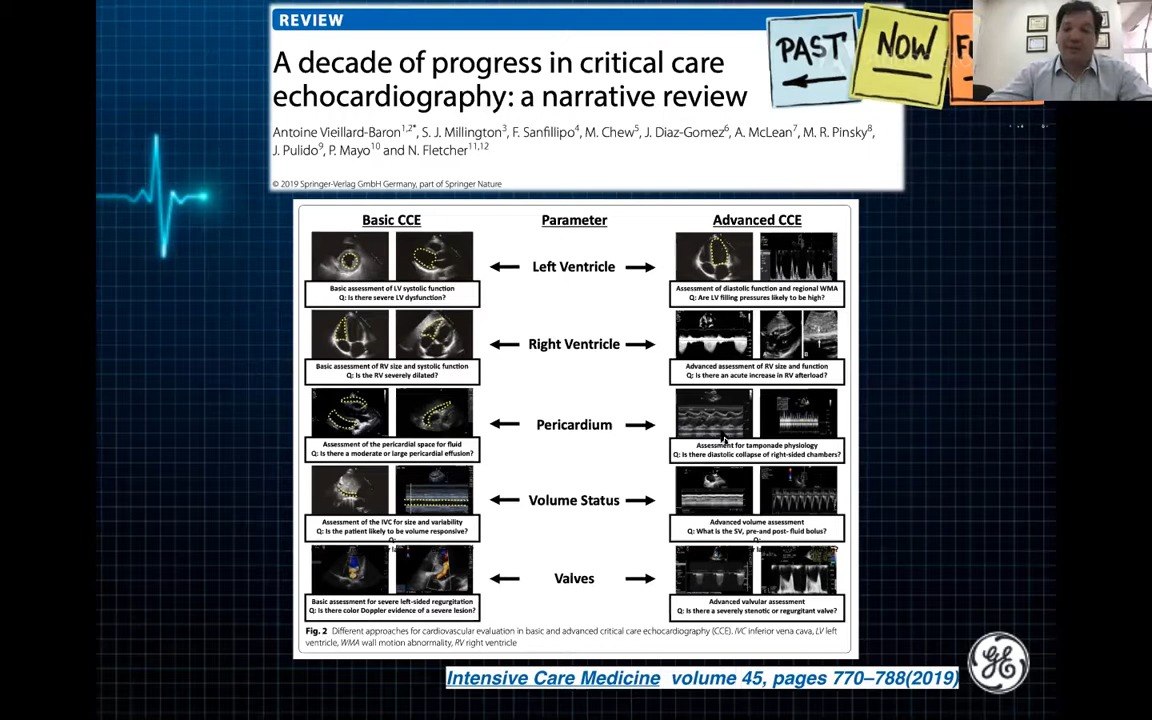 REVIEW
A decade of progress in critical care
echocardiography: a narrative review
Antoine Vieillard-Baron1,2*, S. J. Millington3, F. Sanfillipo4, M. Chew5, J. Diaz-Gomez6, A. McLean7, M. R. Pinsky8,
J. Pulido9, P. Mayo10 and N. Fletcher11,12
© 2019 Springer-Verlag GmbH Germany, part of Springer Nature
PAST
NOW
Basic CCE
Parameter
Advanced CCE
Left Ventricle
Basic assessment of LV systolic function
Q: Is there severe LV dysfunction?
Assessment of diastolic function and regional WMA
Q: Are LV filling pressures likely to be high?
Right Ventricle
Basic assessment of RV size and systolic function
Q: Is the RV severely dilated?
Advanced assessment of RV size and function
Q: Is there an acute increase in RV afterload?
Pericardium
Assessment of the pericardial space for fluid
Q: Is there a moderate or large pericardial effusion?
Assessment for tamponade physiology
Q: Is there diastolic collapse of right-sided chambers?
Volume Status
Assessment of the IVC for size and variability
Q: Is the patient likely to be volume responsive?
Advanced volume assessment
Q: What is the SV, pre-and post- fluid bolus?
Valves
Basic assessment for severe left-sided regurgitation
Q: Is there color Doppler evidence of a severe lesion?
Advanced valvular assessment
Q: Is there a severely stenotic or regurgitant valve?
Fig. 2 Different approaches for cardiovascular evaluation in basic and advanced critical care echocardiography (CCE). IVC inferior vena cava, LV left
ventricle, WMA wall motion abnormality, RV right ventricle
Intensive Care Medicine volume 45, pages 770–788(2019)
GE